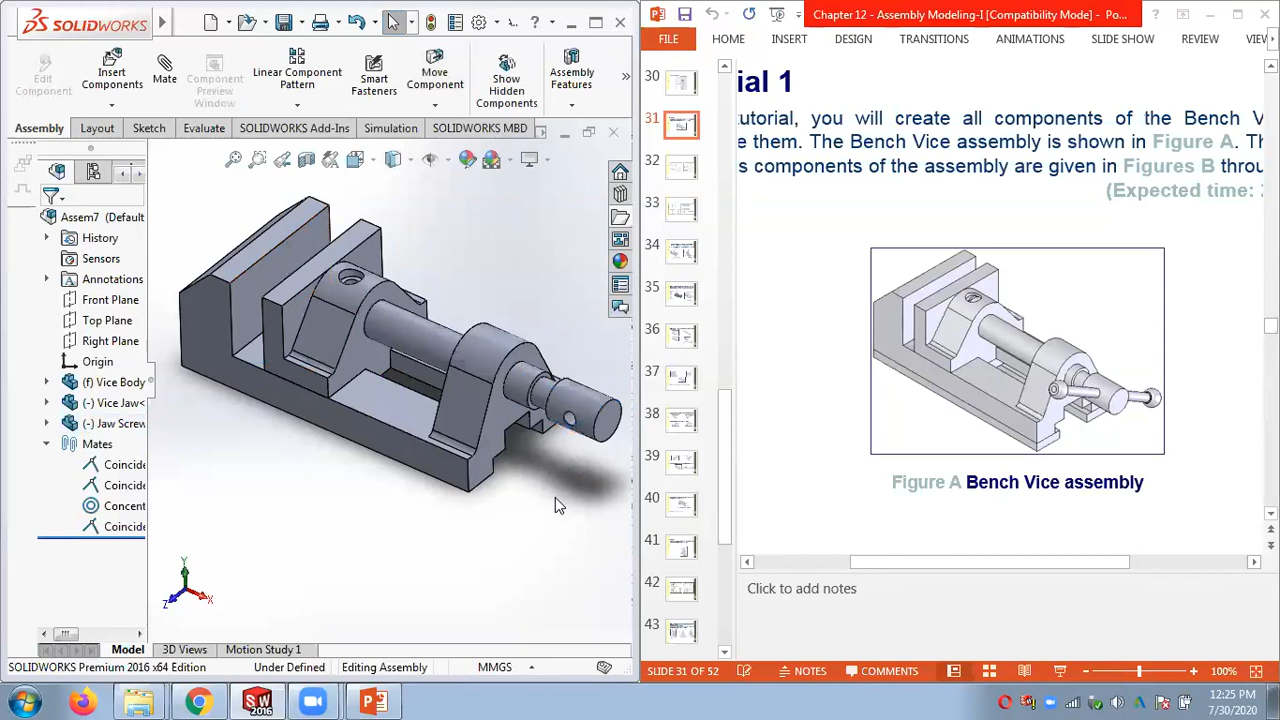 SOLIDWORKS
Edit Component
Insert Components
Mate
Component Preview Window
Linear Component Pattern
Smart Fasteners
Move Component
Show Hidden Components
Assembly Features
Assembly Layout Sketch Evaluate SOLIDWORKS Add-Ins Simulation SOLIDWORKS MBD
Assem7 (Default
History
Sensors
Annotations
Front Plane
Top Plane
Right Plane
Origin
(f) Vice Body
(-) Vice Jaw<
(-) Jaw Screw
Mates
Coincide
Coincide
Concent
Coincide
Y
Z
X
Model 3D Views Motion Study 1
SOLIDWORKS Premium 2016 x64 Edition Under Defined Editing Assembly MMGS
Chapter 12 - Assembly Modeling-I [Compatibility Mode] - Po...
FILE HOME INSERT DESIGN TRANSITIONS ANIMATIONS SLIDE SHOW REVIEW VIEW
30
31
32
33
34
35
36
37
38
39
40
41
42
43
ial 1
tutorial, you will create all components of the Bench V
e them. The Bench Vice assembly is shown in Figure A. Th
s components of the assembly are given in Figures B throu
(Expected time: 2
Figure A Bench Vice assembly
Click to add notes
SLIDE 31 OF 52 NOTES COMMENTS 100%
SW 2016
12:25 PM
7/30/2020